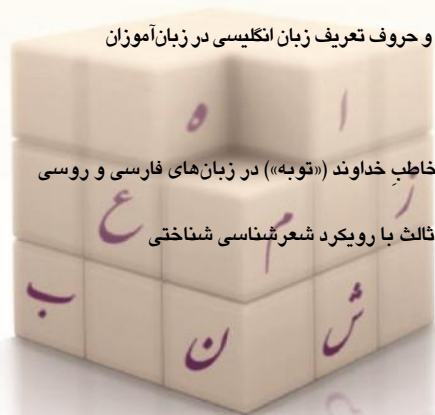 و حروف تعریف زبان انگلیسی در زبان‌آموزان
ه ا
خاطبِ خداوند («توبه») در زبان‌های فارسی و روسی
ع م ر
ثالث با رویکرد شعرشناسی شناختی
ب ن ش